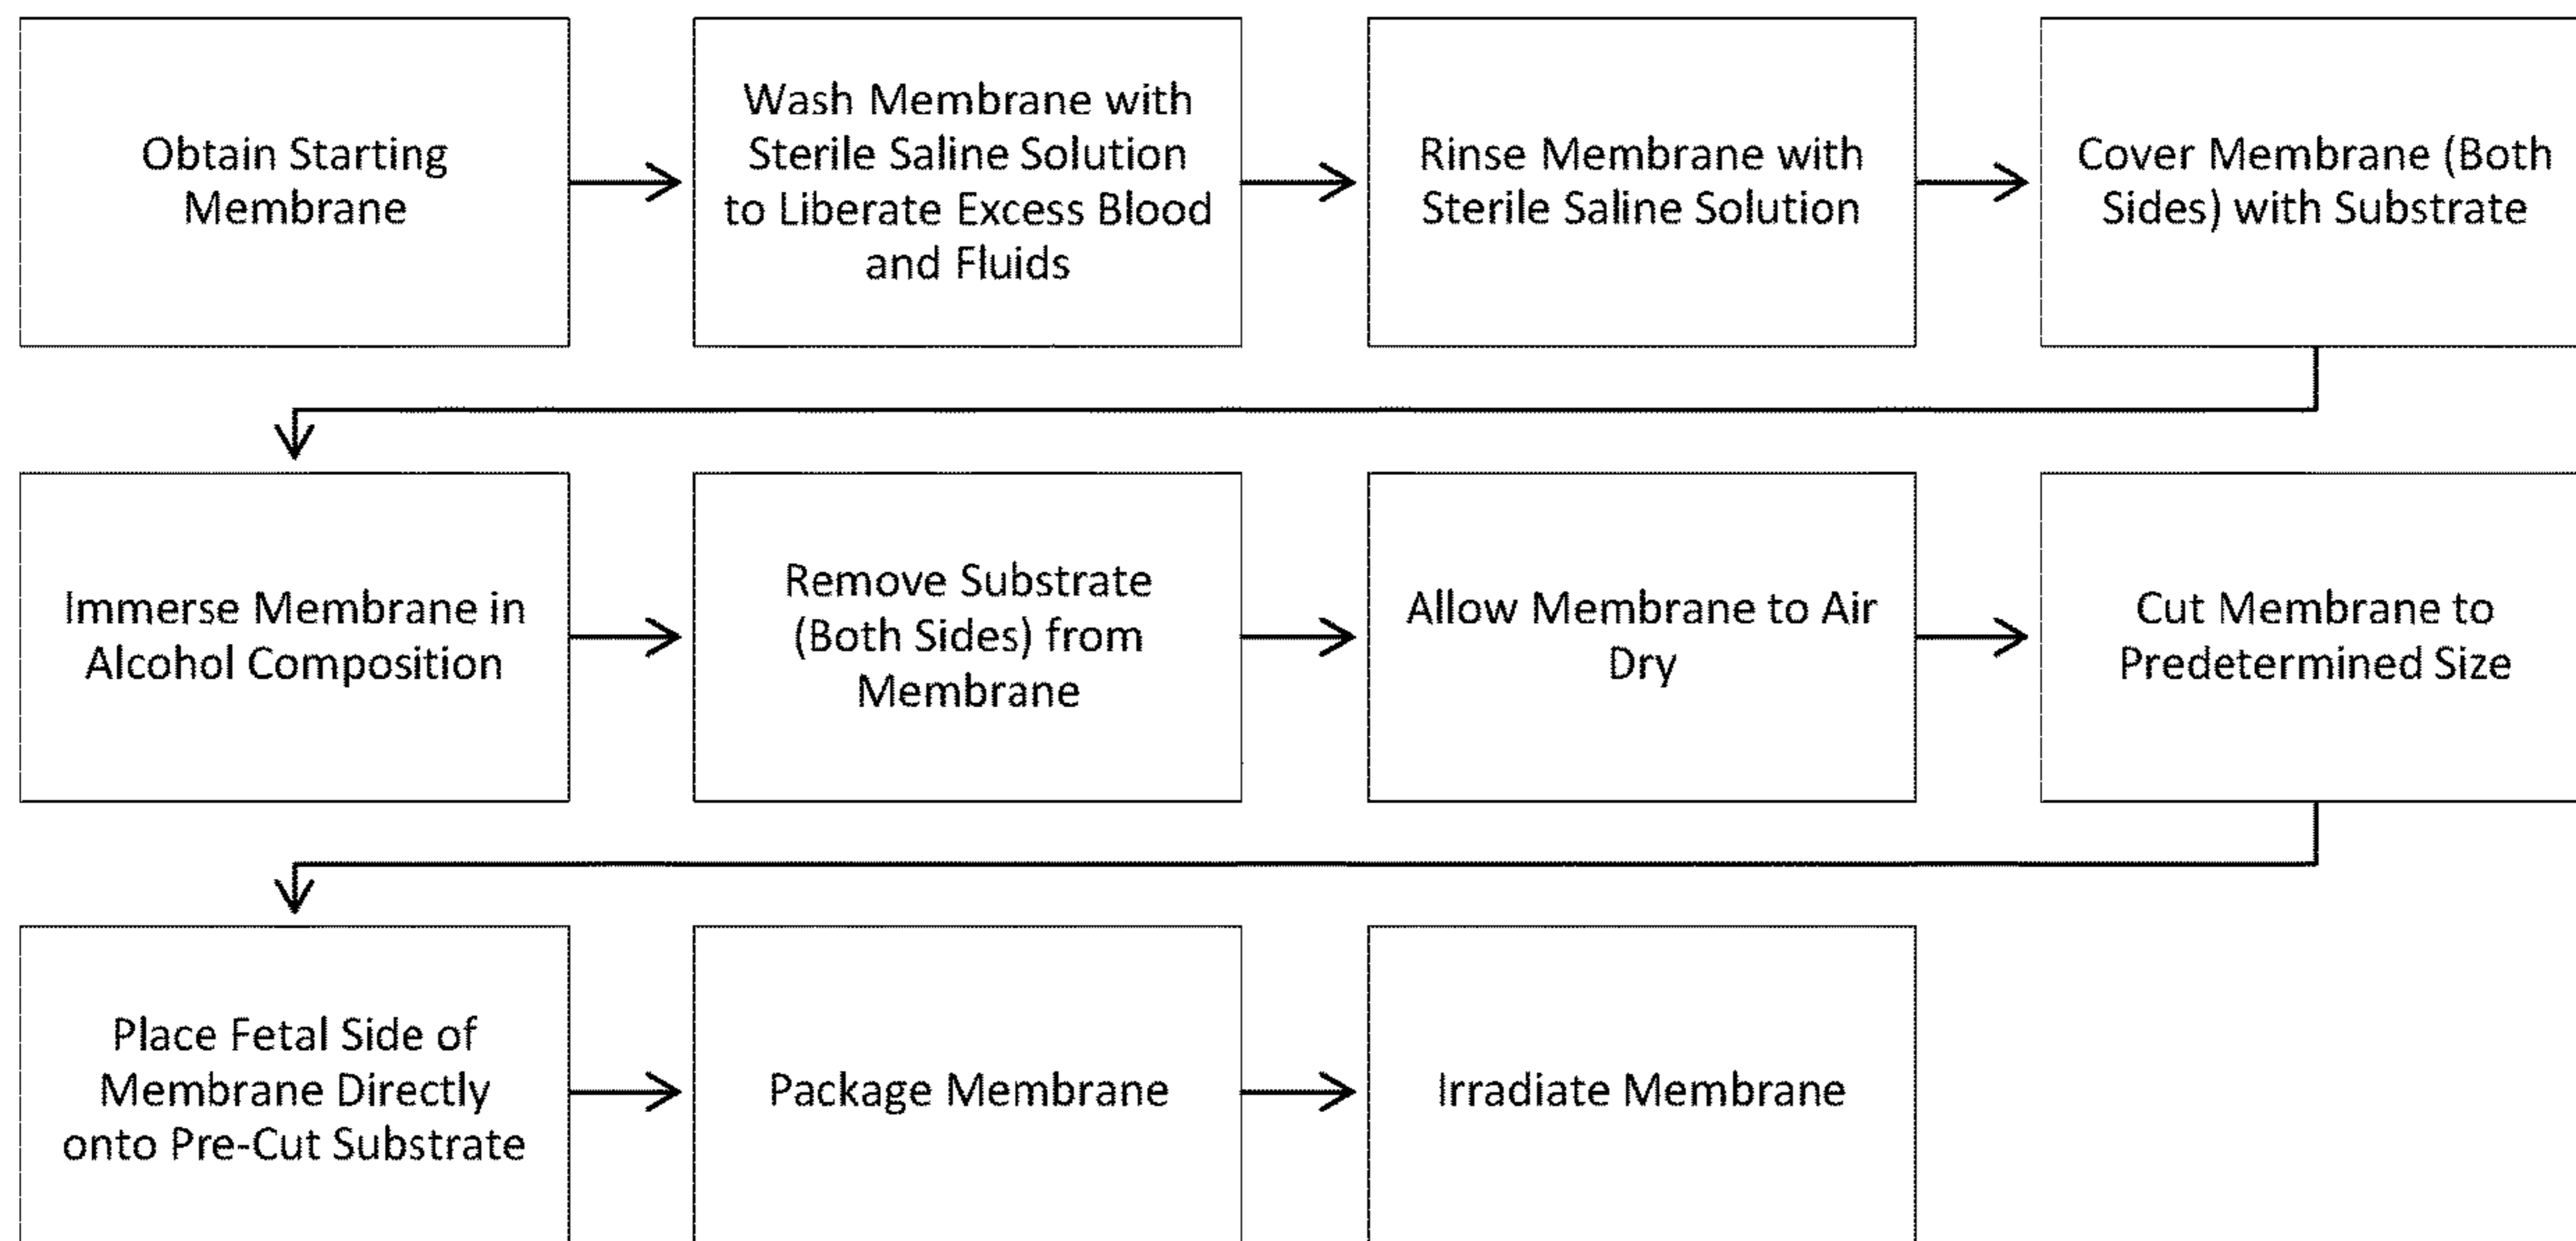 Obtain Starting
Membrane
Wash Membrane with
Sterile Saline Solution
to Liberate Excess Blood
and Fluids
Rinse Membrane with
Sterile Saline Solution
Cover Membrane (Both
Sides) with Substrate
Immerse Membrane in
Alcohol Composition
Remove Substrate
(Both Sides) from
Membrane
Allow Membrane to Air
Dry
Cut Membrane to
Predetermined Size
Place Fetal Side of
Membrane Directly
onto Pre-Cut Substrate
Package Membrane
Irradiate Membrane